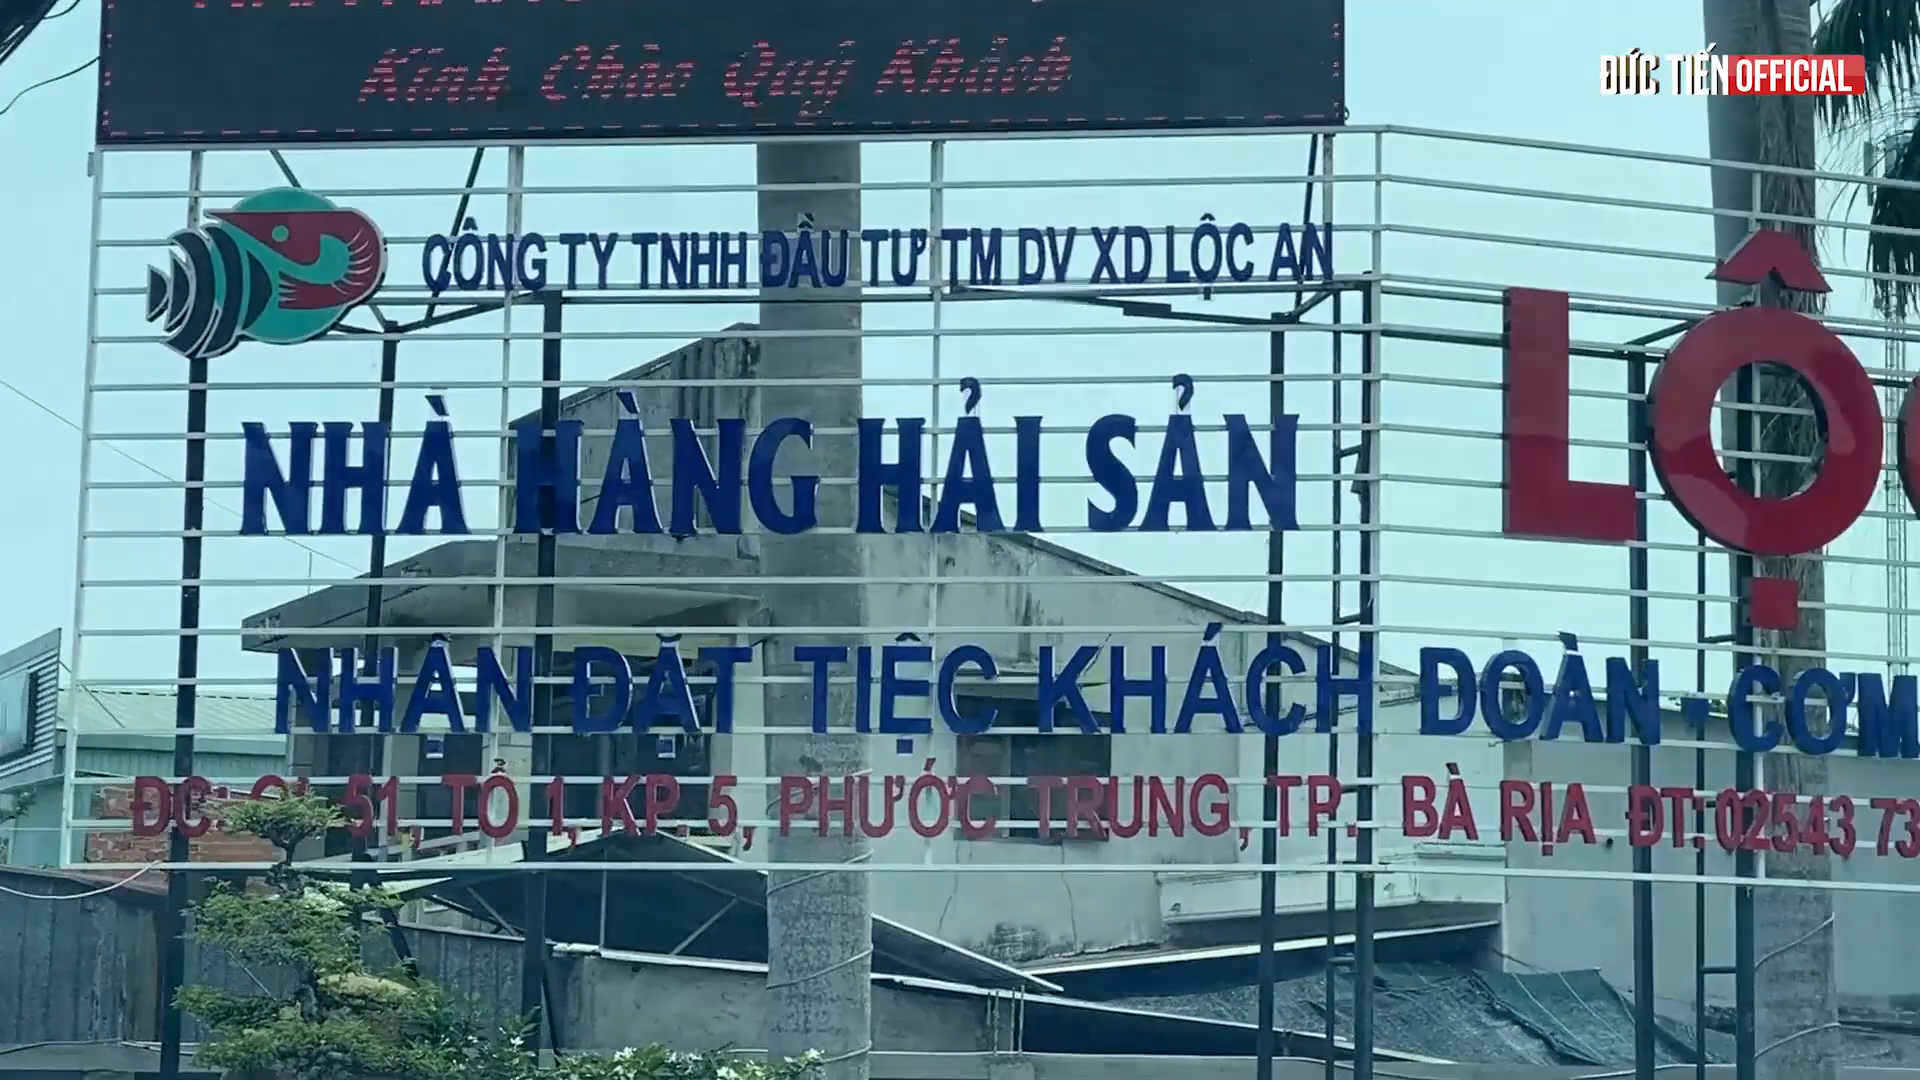 Kính Chào Quý Khách
ĐỨC TIẾN OFFICIAL
CÔNG TY TNHH ĐẦU TƯ TM DV XD LỘC AN
NHÀ HÀNG HẢI SẢN
LỘ
NHẬN ĐẶT TIỆC KHÁCH ĐOÀN - CƠM
ĐC: 51, TỔ 1, KP. 5, PHƯỚC TRUNG, TP. BÀ RỊA ĐT: 02543 73